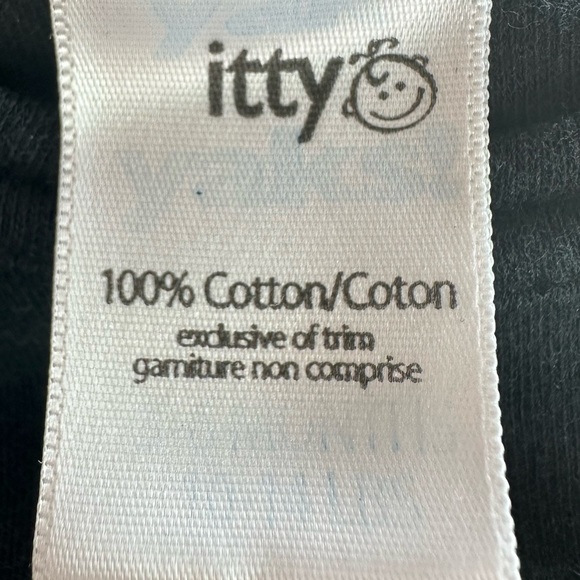 itty
100% Cotton/Coton
exclusive of trim
garniture non comprise